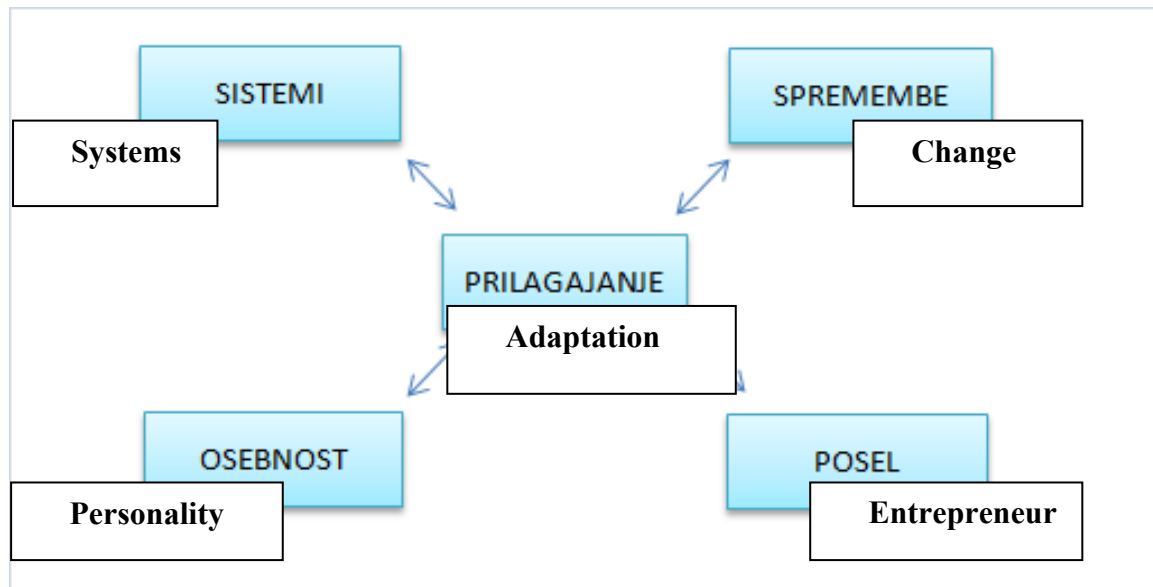 SISTEMI
Systems
SPREMEMBE
Change
PRILAGAJANJE
Adaptation
OSEBNOST
Personality
POSEL
Entrepreneur